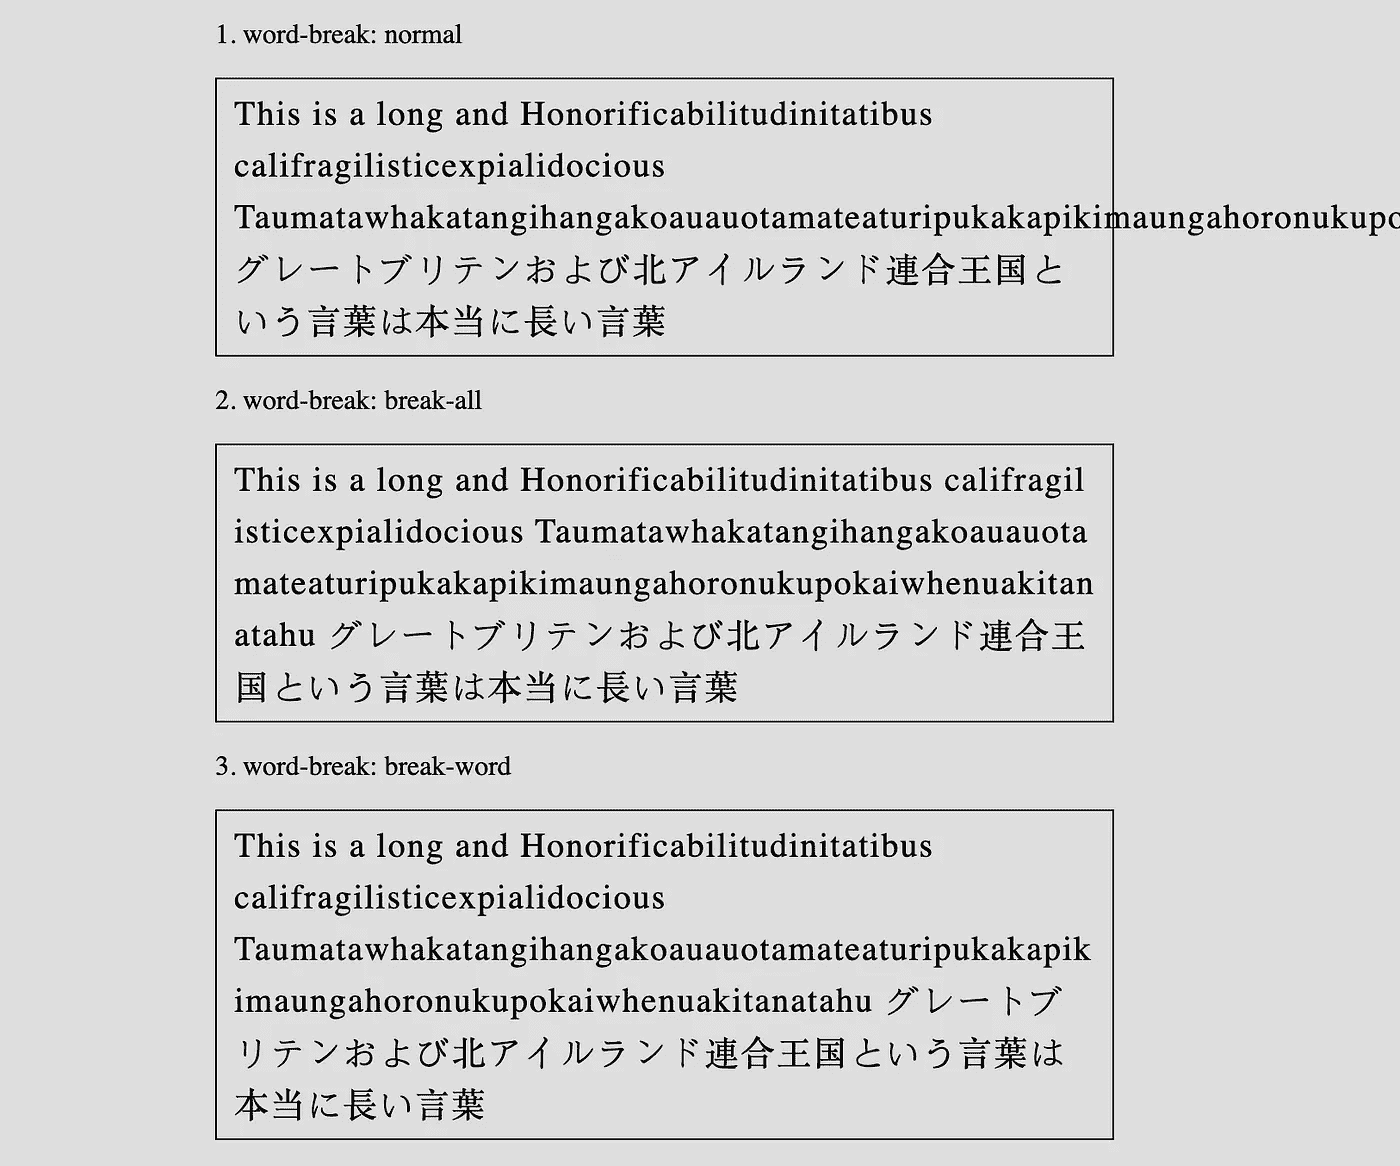 1. word-break: normal
This is a long and Honorificabilitudinitatibus
califragilisticexpialidocious
Taumatawhakatangihangakoauauotamateaturipukakapikimaungahoronukupo
グレートブリテンおよび北アイルランド連合王国と
いう言葉は本当に長い言葉
2. word-break: break-all
This is a long and Honorificabilitudinitatibus califragil
isticexpialidocious Taumatawhakatangihangakoauauota
mateaturipukakapikimaungahoronukupokaiwhenuakitan
atahu グレートブリテンおよび北アイルランド連合王
国という言葉は本当に長い言葉
3. word-break: break-word
This is a long and Honorificabilitudinitatibus
califragilisticexpialidocious
Taumatawhakatangihangakoauauotamateaturipukakapik
imaungahoronukupokaiwhenuakitanatahu グレートブ
リテンおよび北アイルランド連合王国という言葉は
本当に長い言葉